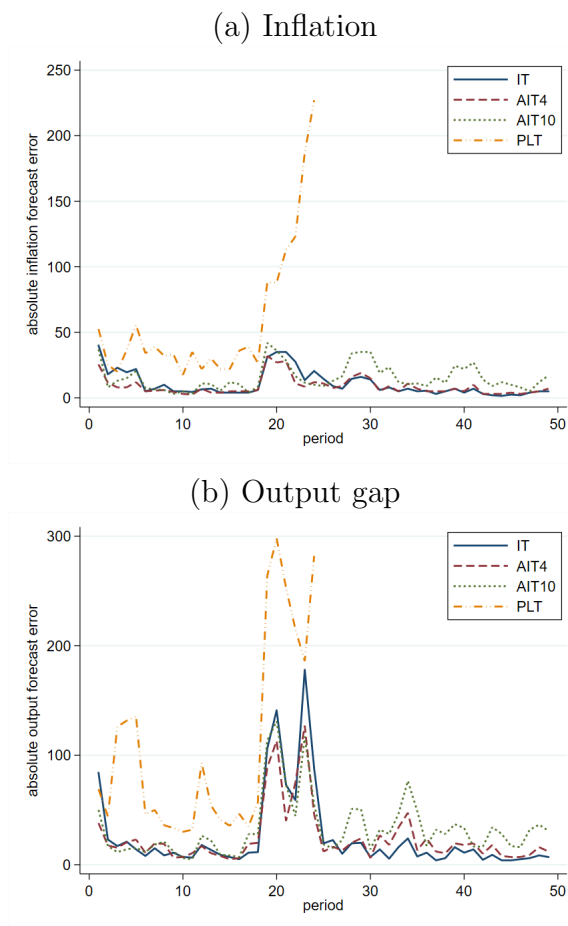 (a) Inflation
250
200
150
100
50
0
absolute inflation forecast error
IT
AIT4
AIT10
PLT
0 10 20 30 40 50
period
(b) Output gap
300
200
100
0
absolute output forecast error
IT
AIT4
AIT10
PLT
0 10 20 30 40 50
period